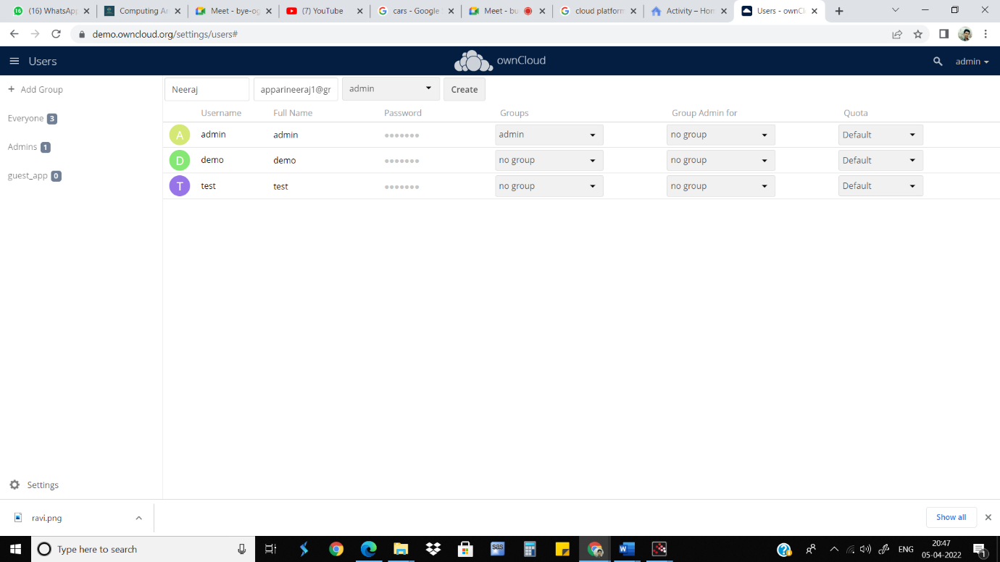 16 (16) WhatsApp Computing Ar Meet - bye-og (7) YouTube cars - Google Meet - bu cloud platform Activity – Hom Users - ownCl
demo.owncloud.org/settings/users#
Users ownCloud admin
+ Add Group Neeraj apparineeraj1@gr admin Create
Username Full Name Password Groups Group Admin for Quota
Everyone 3
A admin admin ●●●●●●● admin no group Default
Admins 1
D demo demo ●●●●●●● no group no group Default
guest_app 0
T test test ●●●●●●● no group no group Default
Settings
ravi.png Show all
Type here to search sas W ENG 20:47
05-04-2022 1